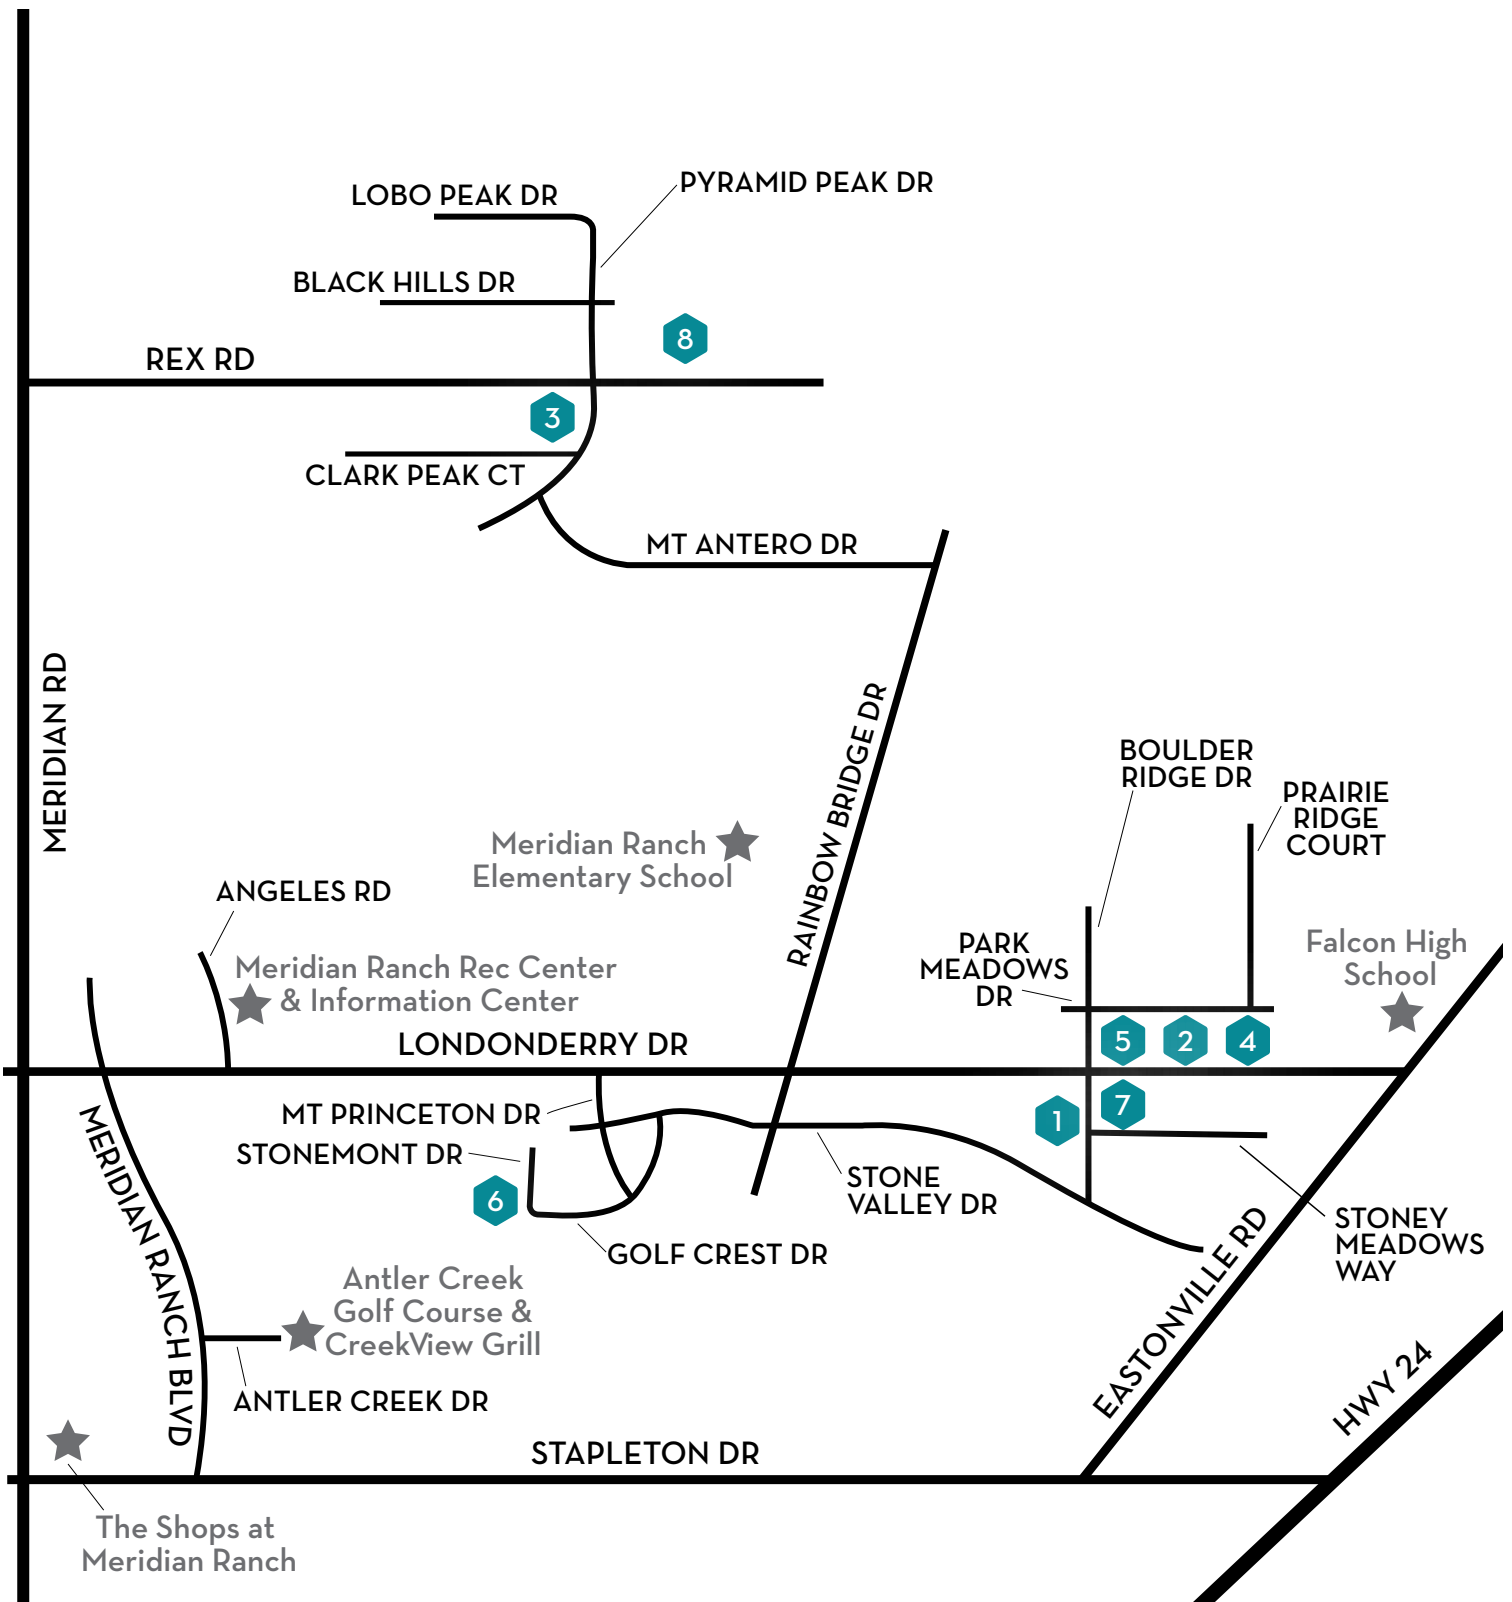 LOBO PEAK DR
PYRAMID PEAK DR
BLACK HILLS DR
8
REX RD
3
CLARK PEAK CT
MT ANTERO DR
MERIDIAN RD
RAINBOW BRIDGE DR
BOULDER
RIDGE DR
PRAIRIE
RIDGE
COURT
Meridian Ranch
Elementary School
ANGELES RD
Meridian Ranch Rec Center
& Information Center
PARK
MEADOWS
DR
Falcon High
School
LONDONDERRY DR
5
2
4
MT PRINCETON DR
STONEMONT DR
1
7
6
STONE
VALLEY DR
GOLF CREST DR
STONEY
MEADOWS
WAY
MERIDIAN RANCH BLVD
Antler Creek
Golf Course &
CreekView Grill
ANTLER CREEK DR
EASTONVILLE RD
HWY 24
STAPLETON DR
The Shops at
Meridian Ranch